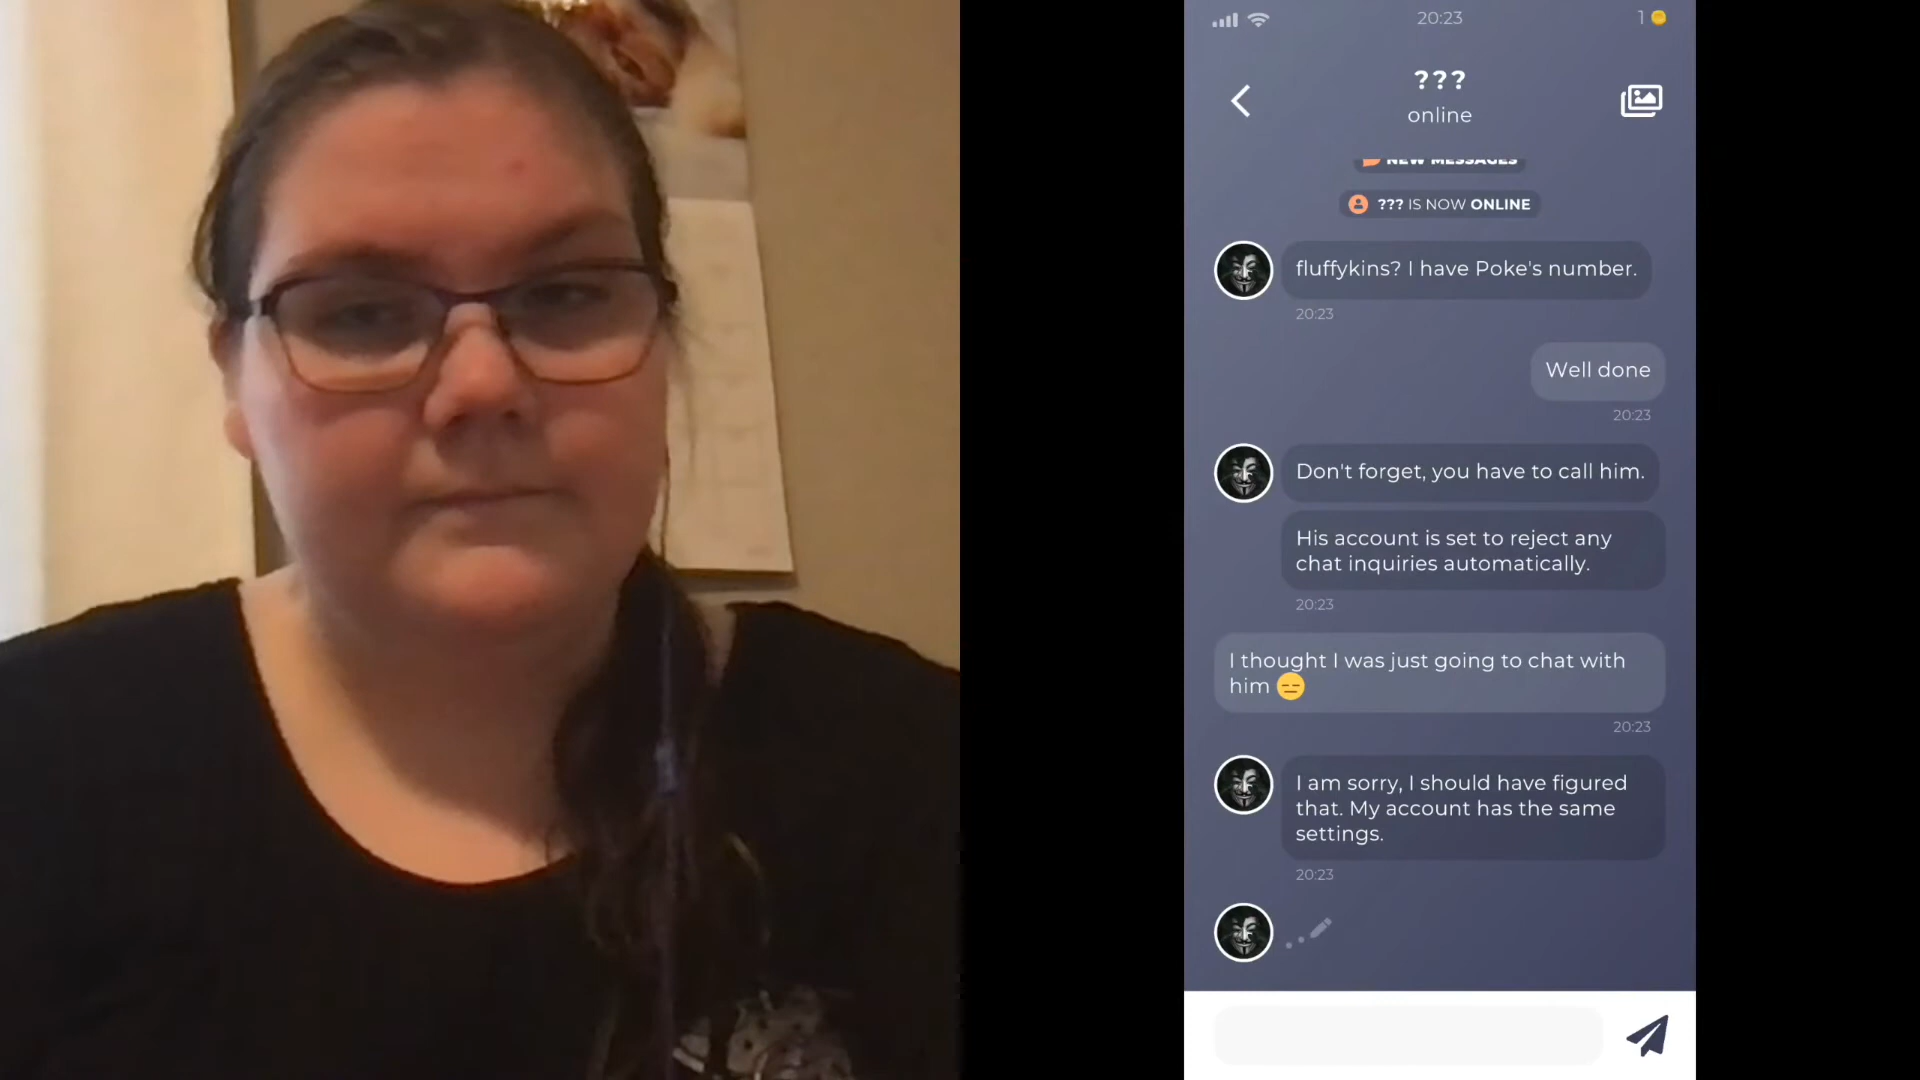 20:23
1
???
online
NEW MESSAGES
??? IS NOW ONLINE
fluffykins? I have Poke's number.
20:23
Well done
20:23
Don't forget, you have to call him.
His account is set to reject any
chat inquiries automatically.
20:23
I thought I was just going to chat with
him 😑
20:23
I am sorry, I should have figured
that. My account has the same
settings.
20:23